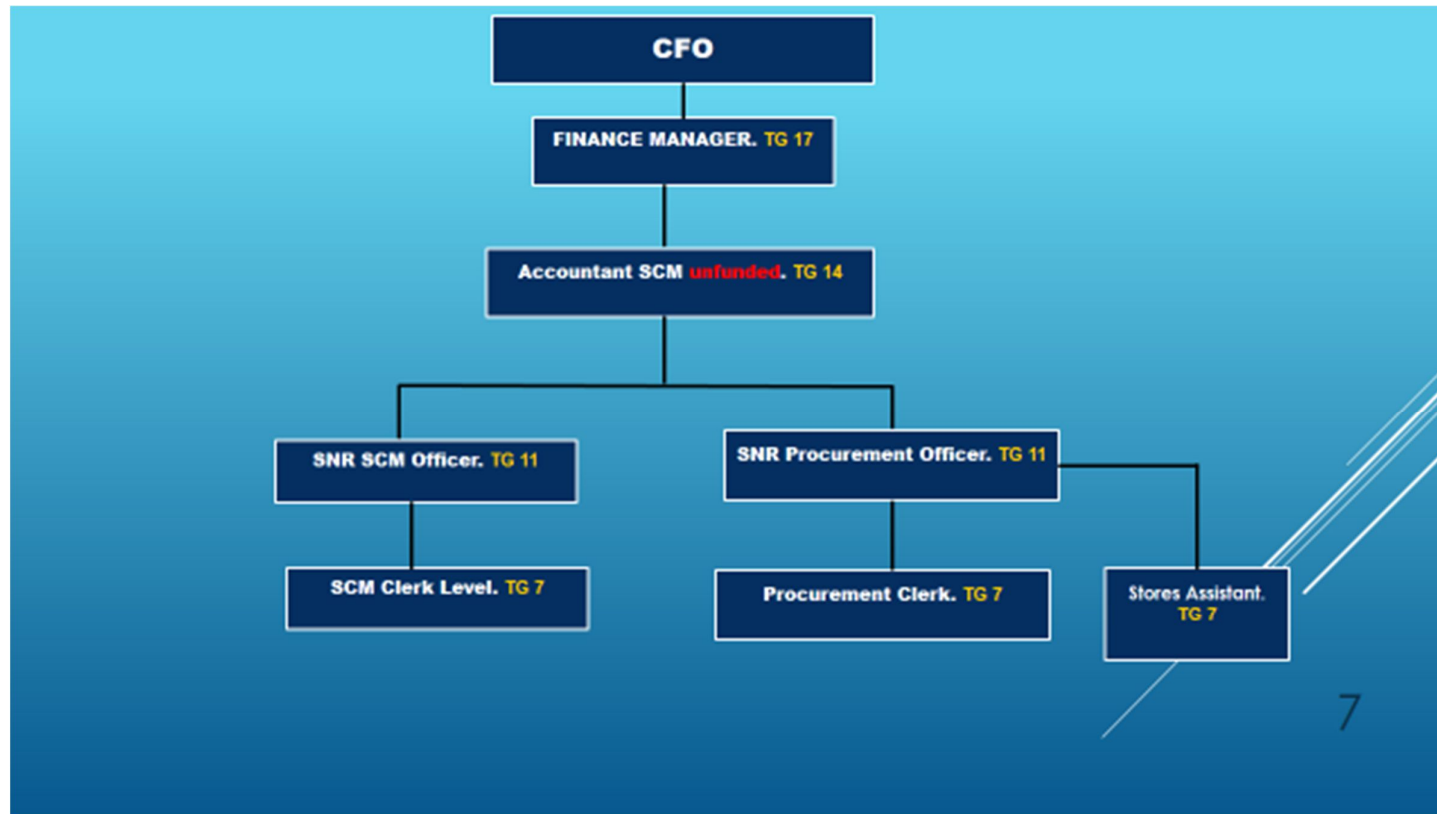 CFO
FINANCE MANAGER. TG 17
Accountant SCM unfunded. TG 14
SNR SCM Officer. TG 11
SNR Procurement Officer. TG 11
SCM Clerk Level. TG 7
Procurement Clerk. TG 7
Stores Assistant.
TG 7
7